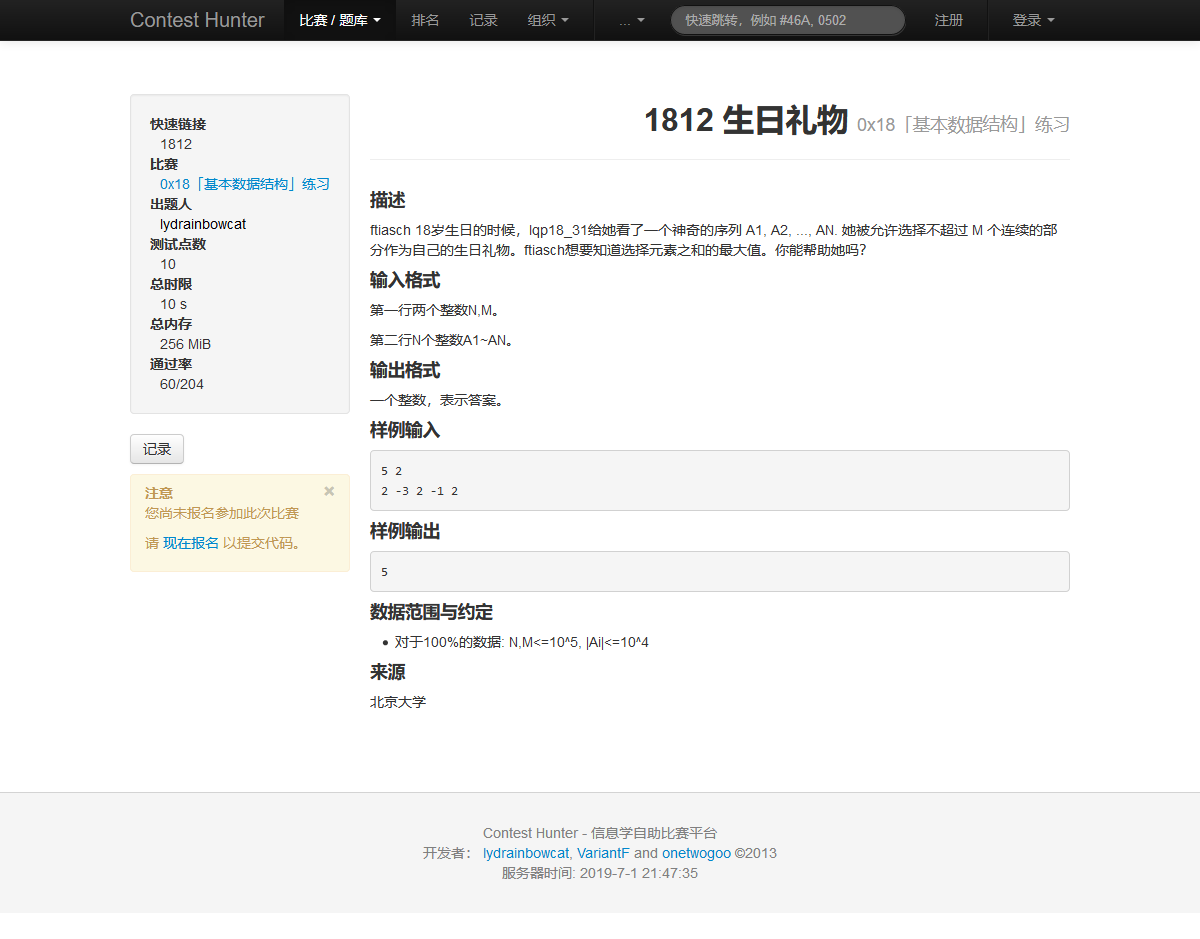 Contest Hunter 比赛 / 题库 排名 记录 组织 ... 快速跳转，例如 #46A, 0502 注册 登录
快速链接
1812
比赛
0x18「基本数据结构」练习
出题人
lydrainbowcat
测试点数
10
总时限
10 s
总内存
256 MiB
通过率
60/204
记录
注意 ×
您尚未报名参加此次比赛
请 现在报名 以提交代码。
1812 生日礼物 0x18「基本数据结构」练习
描述
ftiasch 18岁生日的时候，lqp18_31给她看了一个神奇的序列 A1, A2, ..., AN. 她被允许选择不超过 M 个连续的部
分作为自己的生日礼物。ftiasch想要知道选择元素之和的最大值。你能帮助她吗?
输入格式
第一行两个整数N,M。
第二行N个整数A1~AN。
输出格式
一个整数，表示答案。
样例输入
5 2
2 -3 2 -1 2
样例输出
5
数据范围与约定
• 对于100%的数据: N,M<=10^5, |Ai|<=10^4
来源
北京大学
Contest Hunter - 信息学自助比赛平台
开发者： lydrainbowcat, VariantF and onetwogoo ©2013
服务器时间: 2019-7-1 21:47:35